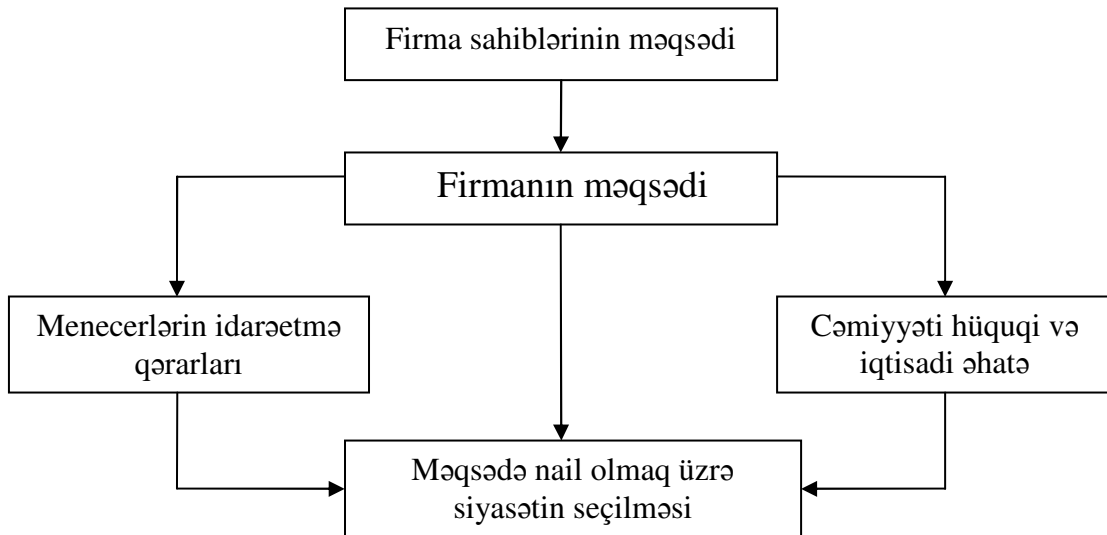 Firma sahiblərinin məqsədi
Firmanın məqsədi
Menecerlərin idarəetmə
qərarları
Cəmiyyəti hüquqi və
iqtisadi əhatə
Məqsədə nail olmaq üzrə
siyasətin seçilməsi